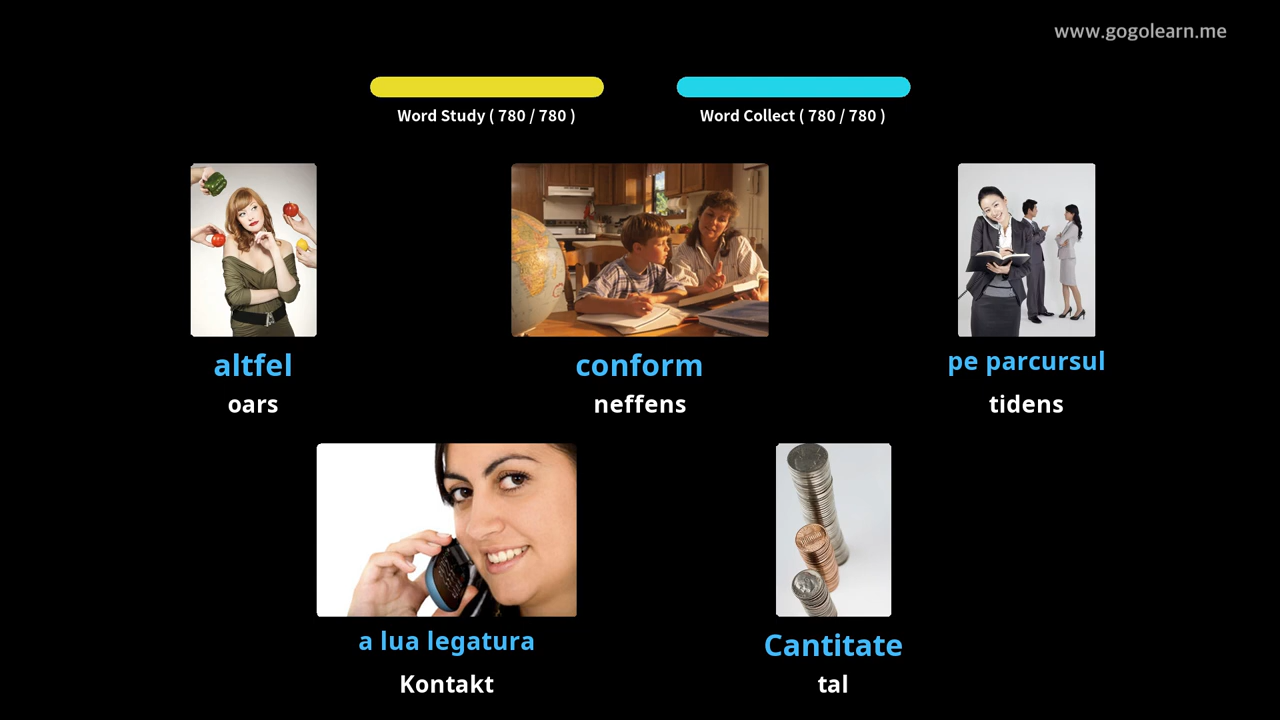 www.gogolearn.me
Word Study ( 780 / 780 )
Word Collect ( 780 / 780 )
altfel
conform
pe parcursul
oars
neffens
tidens
a lua legatura
Cantitate
Kontakt
tal